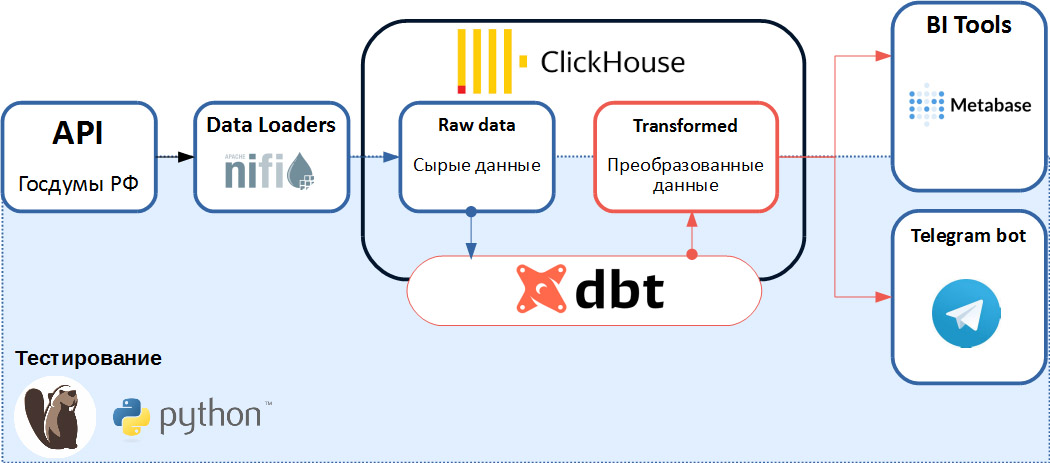 API
Госдумы РФ
Data Loaders
APACHE
nifi
ClickHouse
Raw data
Сырые данные
Transformed
Преобразованные
данные
dbt
BI Tools
Metabase
Telegram bot
Тестирование
python™